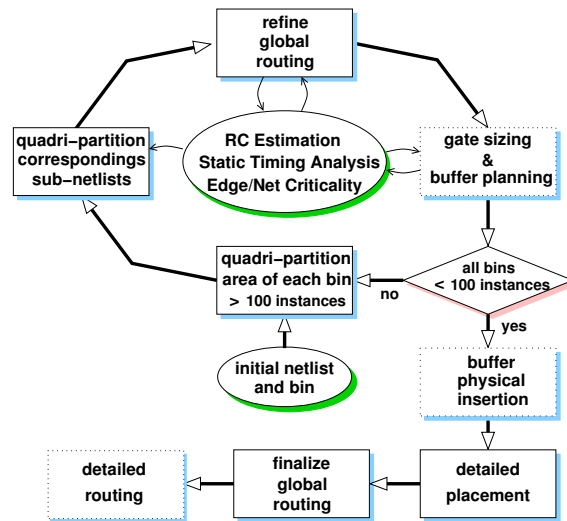 refine
global
routing
RC Estimation
Static Timing Analysis
Edge/Net Criticality
quadri-partition
correspondings
sub-netlists
gate sizing
&
buffer planning
quadri-partition
area of each bin
> 100 instances
no
all bins
< 100 instances
yes
initial netlist
and bin
buffer
physical
insertion
detailed
routing
finalize
global
routing
detailed
placement